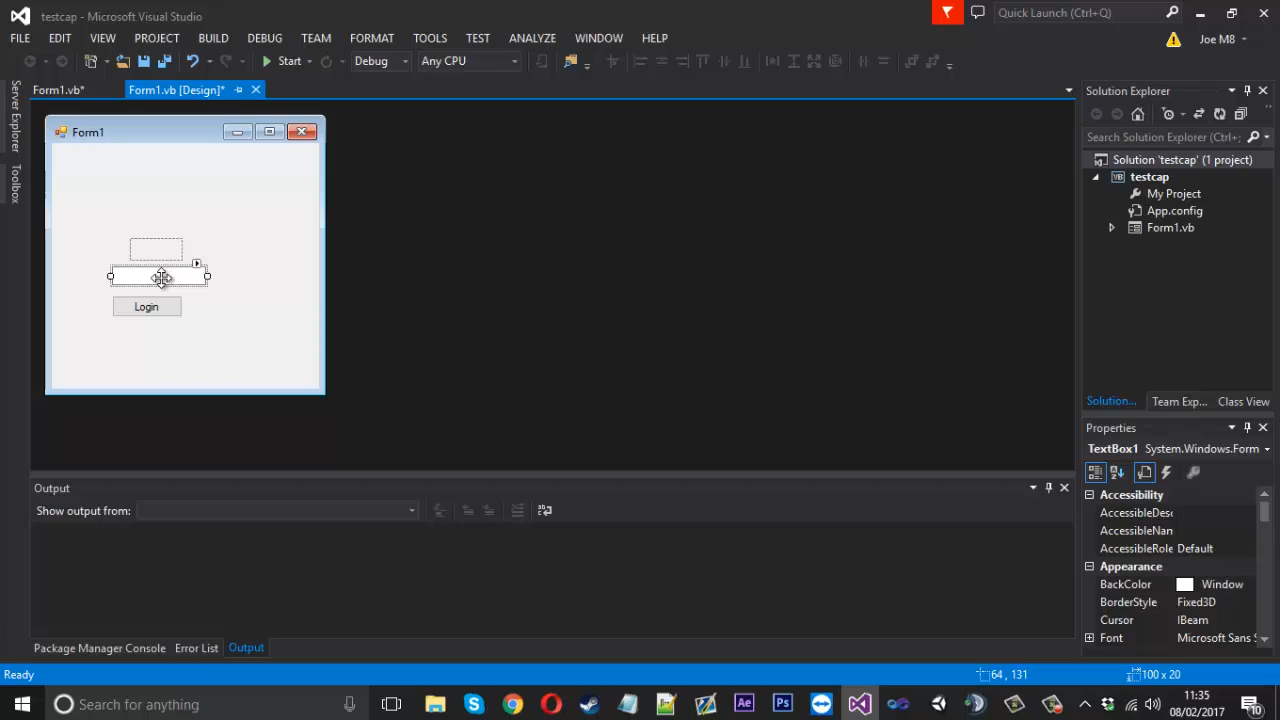 testcap - Microsoft Visual Studio
Quick Launch (Ctrl+Q)
FILE EDIT VIEW PROJECT BUILD DEBUG TEAM FORMAT TOOLS TEST ANALYZE WINDOW HELP
Joe M8
Start Debug Any CPU
Server Explorer
Toolbox
Form1.vb* Form1.vb [Design]*
Form1
Login
Solution Explorer
Search Solution Explorer (Ctrl+;
Solution 'testcap' (1 project)
VB testcap
My Project
App.config
Form1.vb
Solution... Team Exp... Class View
Properties
TextBox1 System.Windows.Form
Accessibility
AccessibleDesc
AccessibleNam
AccessibleRole Default
Appearance
BackColor Window
BorderStyle Fixed3D
Cursor IBeam
Font Microsoft Sans S
Output
Show output from:
Package Manager Console Error List Output
Ready
64 , 131
100 x 20
Search for anything
Ae
Ps
11:35
08/02/2017
10